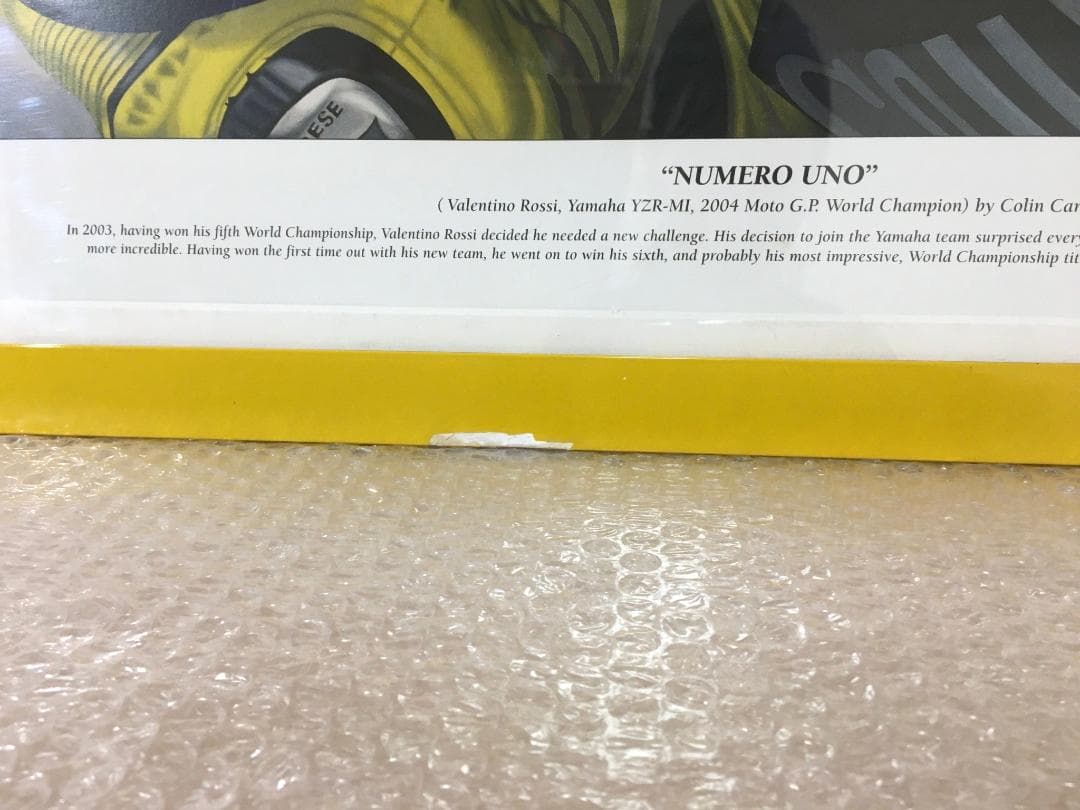 ESE
“NUMERO UNO”
( Valentino Rossi, Yamaha YZR-MI, 2004 Moto G.P. World Champion) by Colin Car
In 2003, having won his fifth World Championship, Valentino Rossi decided he needed a new challenge. His decision to join the Yamaha team surprised every
more incredible. Having won the first time out with his new team, he went on to win his sixth, and probably his most impressive, World Championship tit